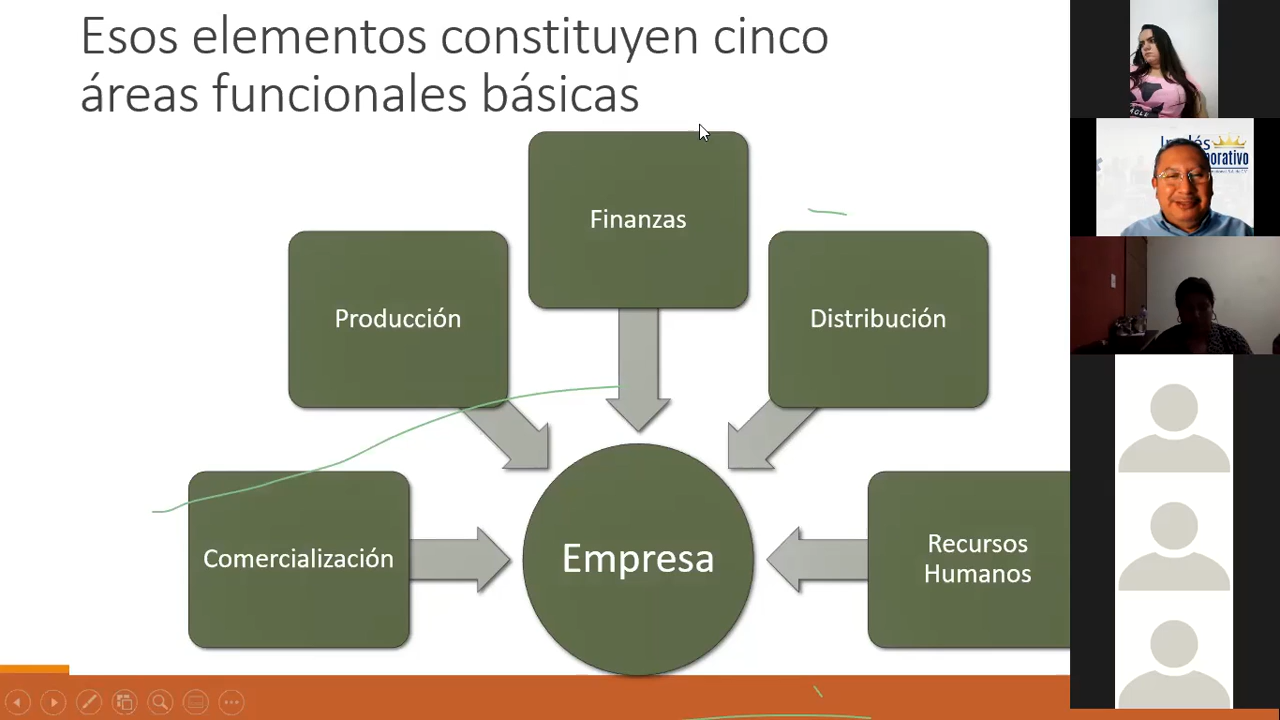 Esos elementos constituyen cinco
áreas funcionales básicas
Finanzas
Producción
Distribución
Comercialización
Empresa
Recursos
Humanos